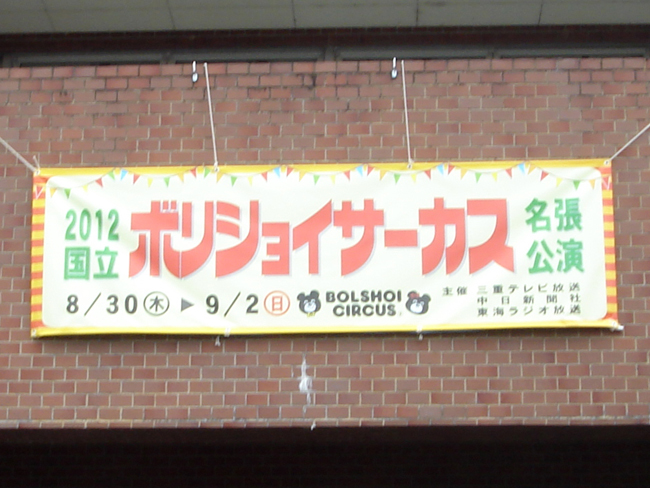 2012
国立
ボリショイサーカス
名張
公演
8/30㊍▶9/2㊐
BOLSHOI
CIRCUS
主催 三重テレビ放送
中日新聞社
東海ラジオ放送